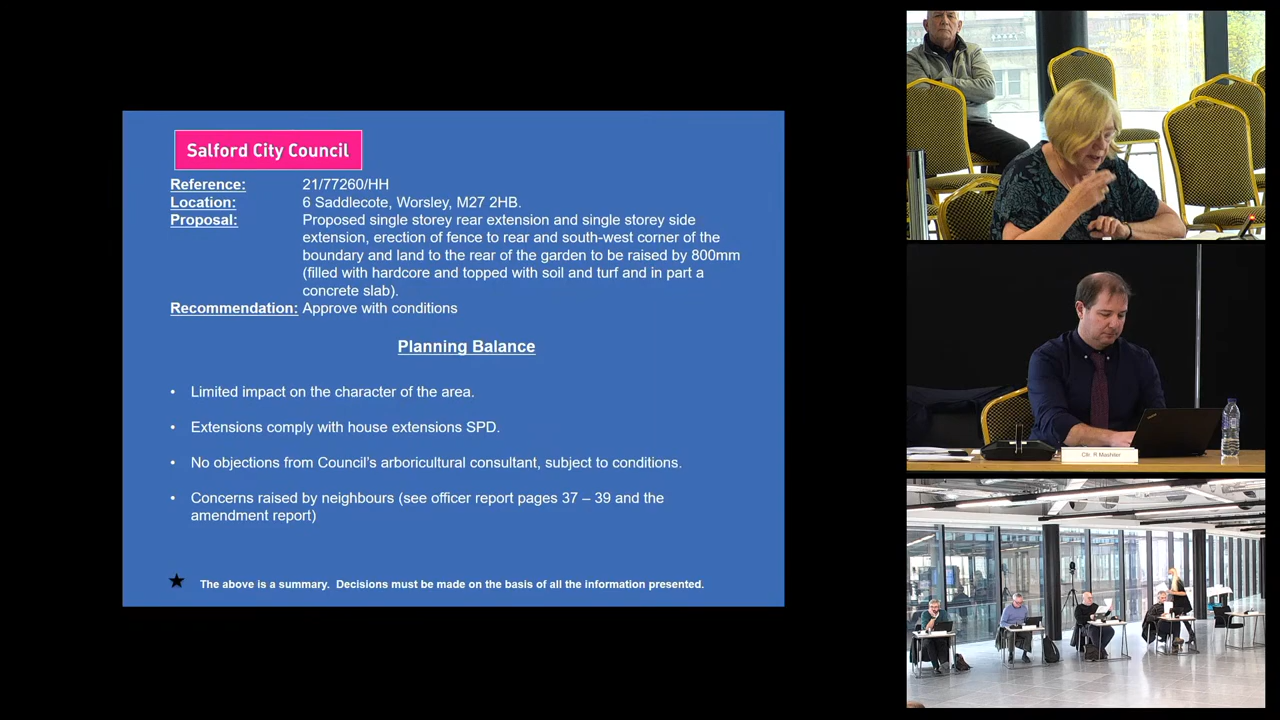 Salford City Council
Reference: 21/77260/HH
Location: 6 Saddlecote, Worsley, M27 2HB.
Proposal: Proposed single storey rear extension and single storey side
extension, erection of fence to rear and south-west corner of the
boundary and land to the rear of the garden to be raised by 800mm
(filled with hardcore and topped with soil and turf and in part a
concrete slab).
Recommendation: Approve with conditions
Planning Balance
• Limited impact on the character of the area.
• Extensions comply with house extensions SPD.
• No objections from Council's arboricultural consultant, subject to conditions.
• Concerns raised by neighbours (see officer report pages 37 – 39 and the
amendment report)
★ The above is a summary. Decisions must be made on the basis of all the information presented.
Cllr. R Mashiter